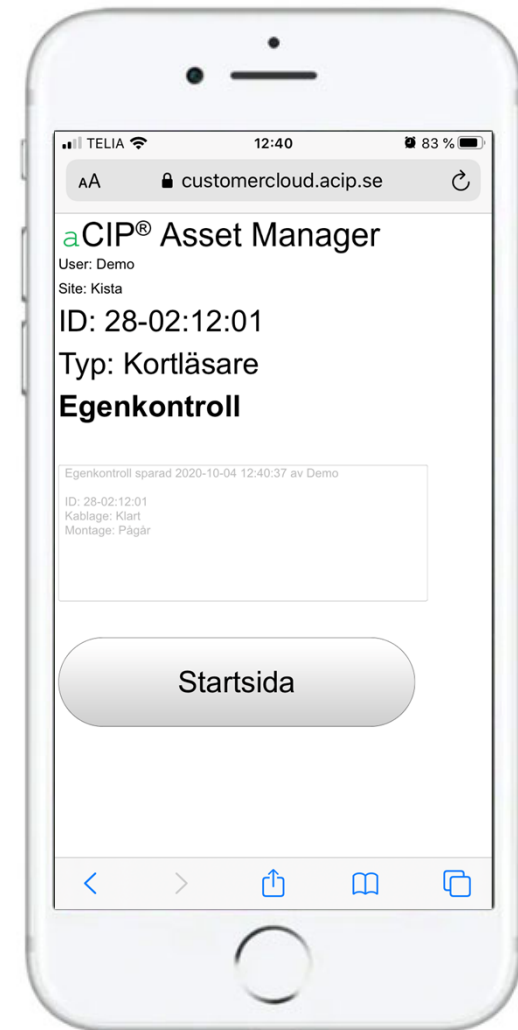 TELIA 12:40 83 %
AA customercloud.acip.se
aCIP® Asset Manager
User: Demo
Site: Kista
ID: 28-02:12:01
Typ: Kortläsare
Egenkontroll
Egenkontroll sparad 2020-10-04 12:40:37 av Demo
ID: 28-02:12:01
Kablage: Klart
Montage: Pågår
Startsida